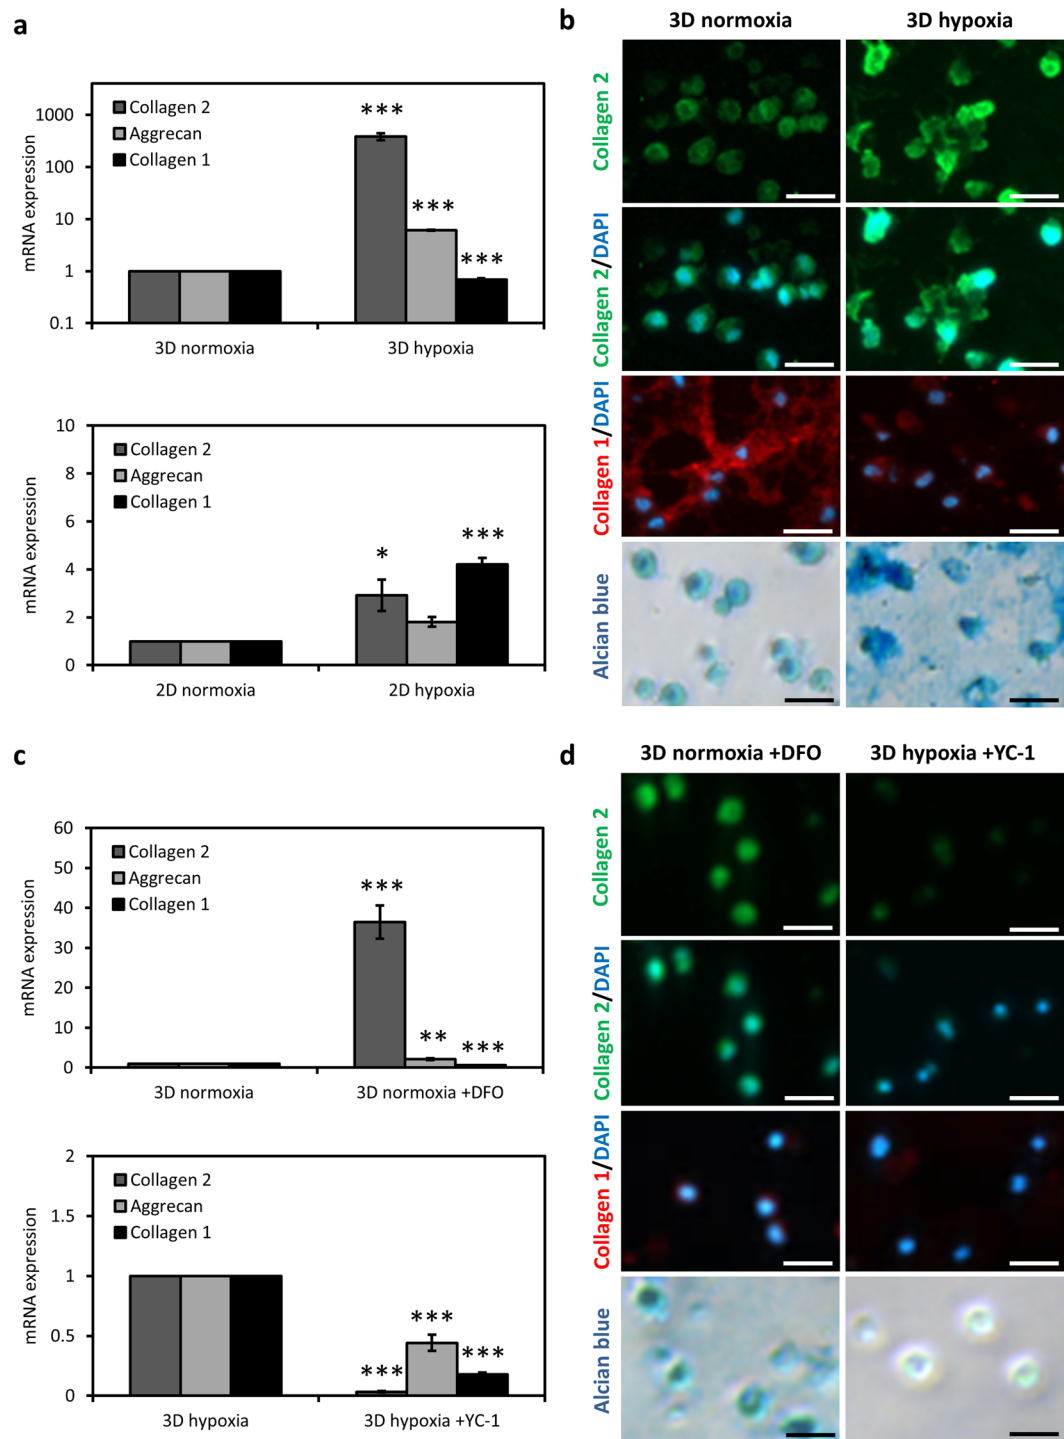 a
mRNA expression
1000
100
10
1
0.1
Collagen 2
Aggrecan
Collagen 1
***
***
***
3D normoxia
3D hypoxia
mRNA expression
10
8
6
4
2
0
Collagen 2
Aggrecan
Collagen 1
*
***
2D normoxia
2D hypoxia
b
3D normoxia
3D hypoxia
Collagen 2
Collagen 2/DAPI
Collagen 1/DAPI
Alcian blue
c
mRNA expression
60
50
40
30
20
10
0
Collagen 2
Aggrecan
Collagen 1
***
**
***
3D normoxia
3D normoxia +DFO
mRNA expression
2
1.5
1
0.5
0
Collagen 2
Aggrecan
Collagen 1
***
***
***
3D hypoxia
3D hypoxia +YC-1
d
3D normoxia +DFO
3D hypoxia +YC-1
Collagen 2
Collagen 2/DAPI
Collagen 1/DAPI
Alcian blue